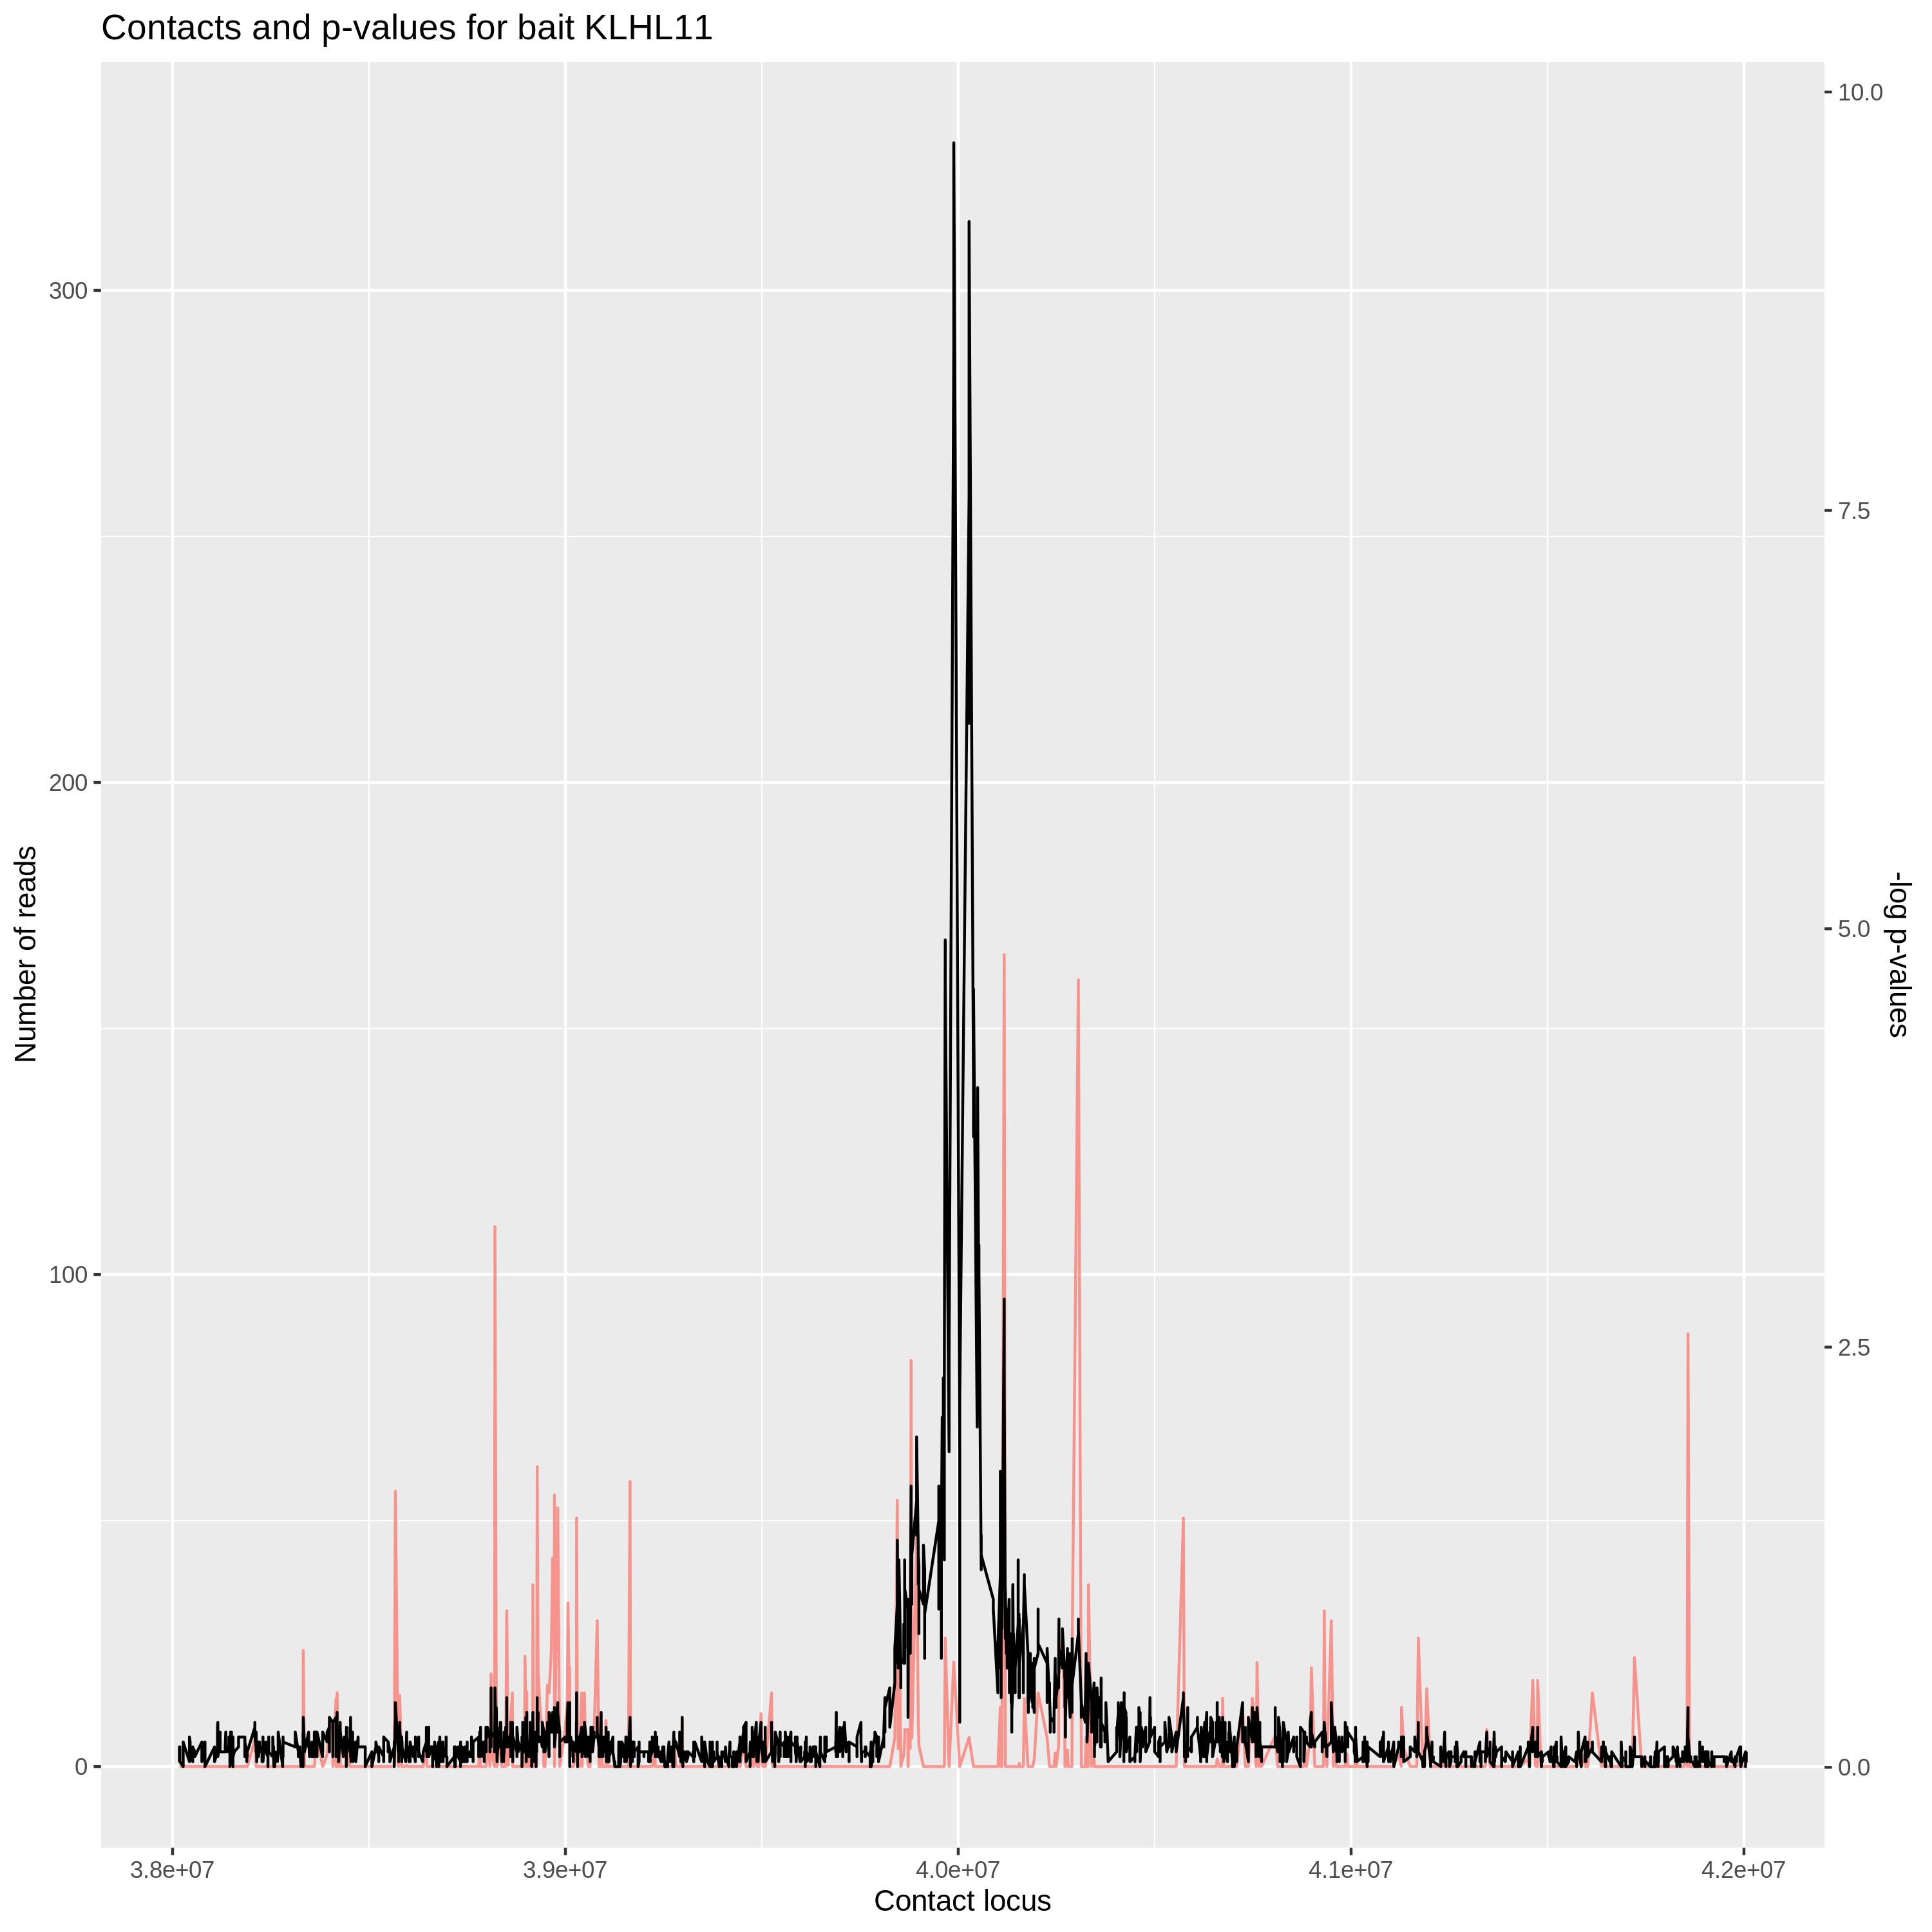 Contacts and p-values for bait KLHL11
Number of reads
300
200
100
0
10.0
7.5
5.0
2.5
0.0
-log p-values
3.8e+07 3.9e+07 4.0e+07 4.1e+07 4.2e+07
Contact locus